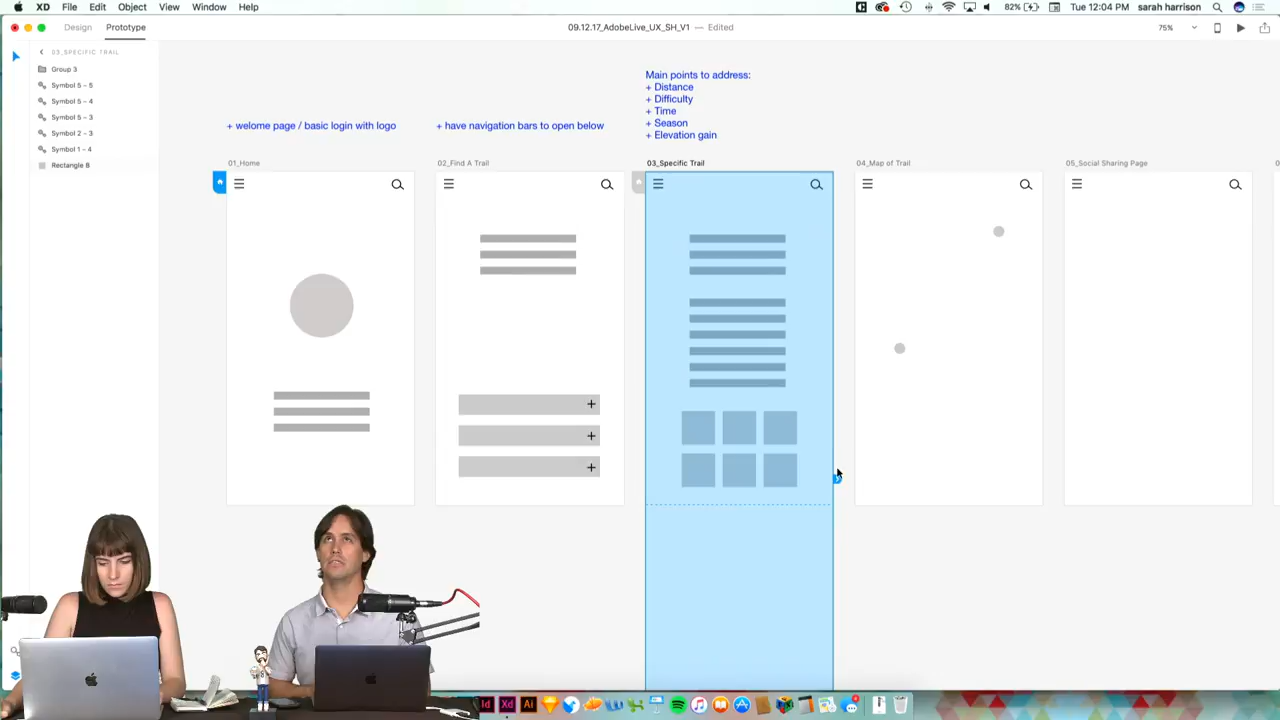 XD File Edit Object View Window Help
82% Tue 12:04 PM sarah harrison
Design Prototype
09.12.17_AdobeLive_UX_SH_V1 — Edited
75%
03_SPECIFIC TRAIL
Group 3
Symbol 5 – 5
Symbol 5 – 4
Symbol 5 – 3
Symbol 2 – 3
Symbol 1 – 4
Rectangle 8
Main points to address:
+ Distance
+ Difficulty
+ Time
+ Season
+ Elevation gain
+ welome page / basic login with logo
+ have navigation bars to open below
01_Home
02_Find A Trail
03_Specific Trail
04_Map of Trail
05_Social Sharing Page
Id Xd Ai